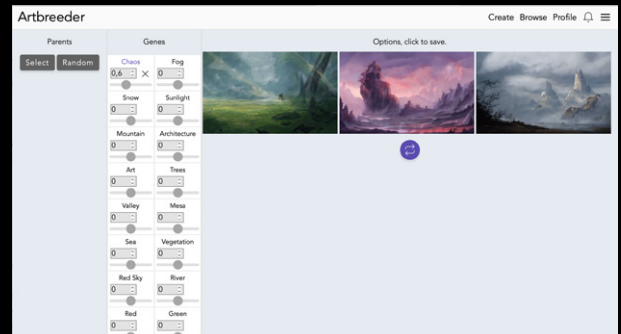 Artbreeder
Create Browse Profile
Parents
Genes
Options, click to save.
Select Random
Chaos Fog
0,6 0
Snow Sunlight
0 0
Mountain Architecture
0 0
Art Trees
0 0
Valley Mesa
0 0
Sea Vegetation
0 0
Red Sky River
0 0
Red Green
0 0